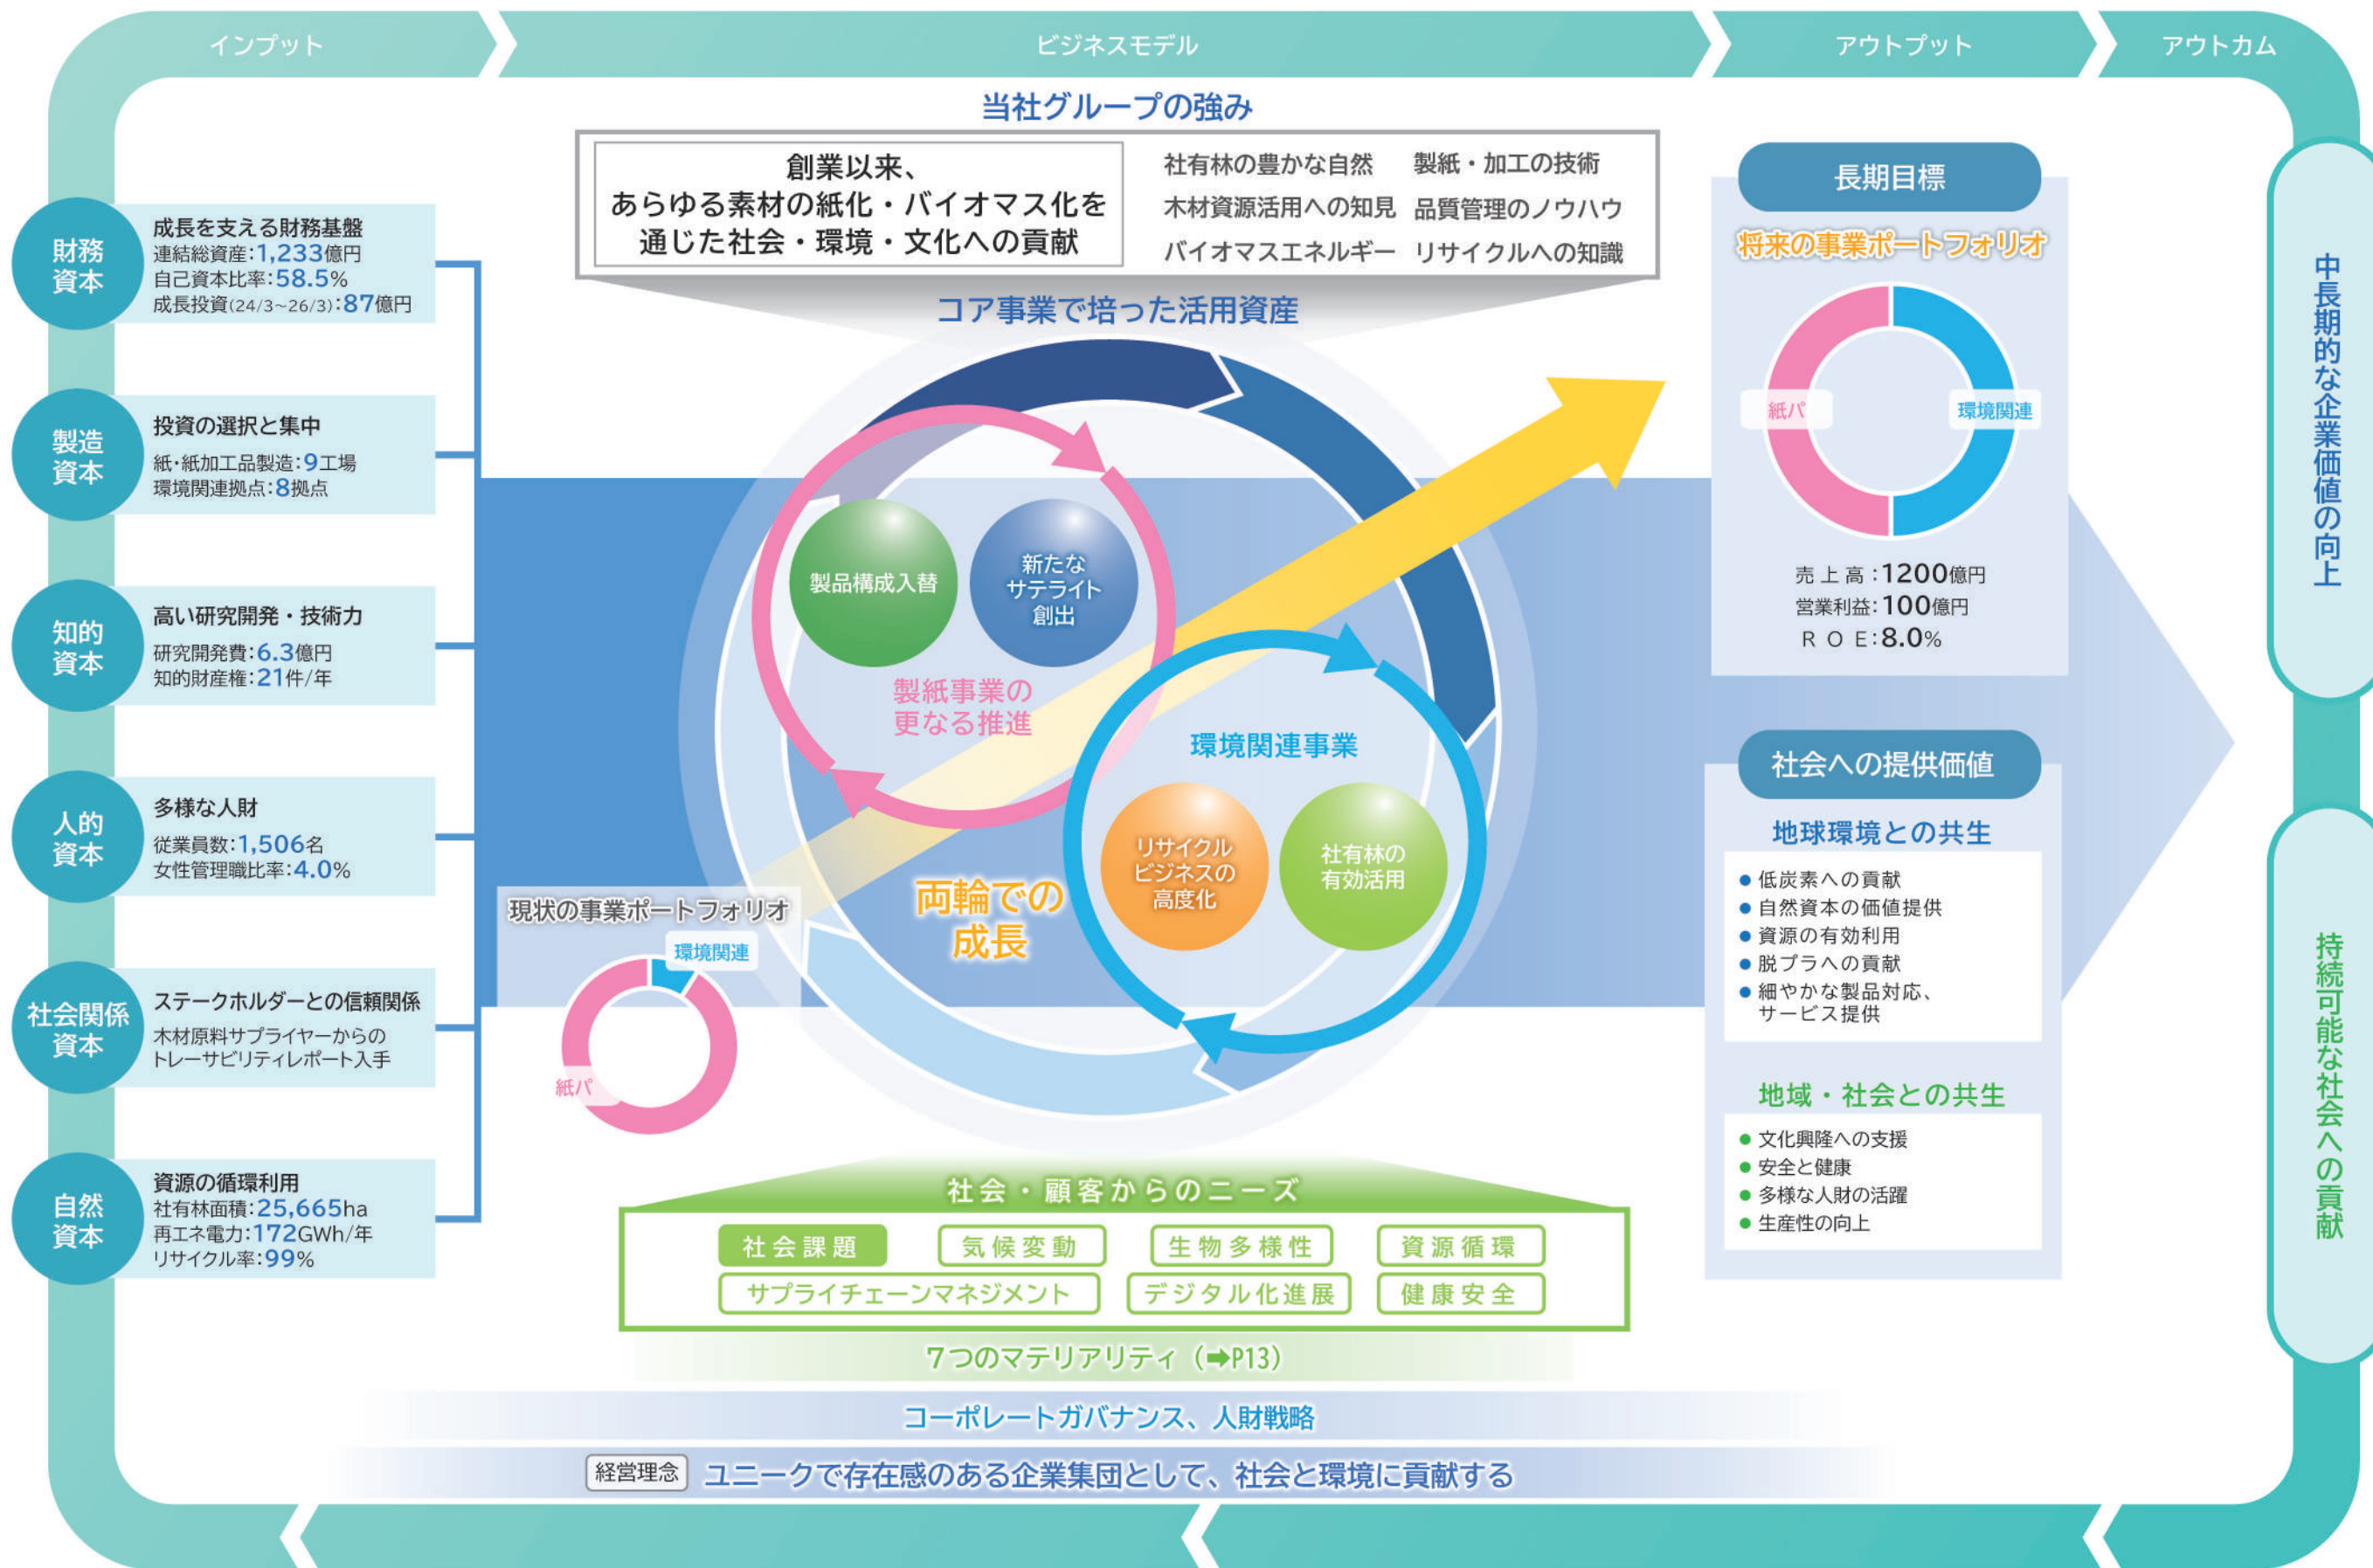 インプット
ビジネスモデル
アウトプット
アウトカム
財務
資本
成長を支える財務基盤
連結総資産：1,233億円
自己資本比率：58.5%
成長投資(24/3~26/3)：87億円
製造
資本
投資の選択と集中
紙・紙加工品製造：9工場
環境関連拠点：8拠点
知的
資本
高い研究開発・技術力
研究開発費：6.3億円
知的財産権：21件/年
人的
資本
多様な人財
従業員数：1,506名
女性管理職比率：4.0%
社会関係
資本
ステークホルダーとの信頼関係
木材原料サプライヤーからの
トレーサビリティレポート入手
自然
資本
資源の循環利用
社有林面積：25,665ha
再エネ電力：172GWh/年
リサイクル率：99%
当社グループの強み
創業以来、
あらゆる素材の紙化・バイオマス化を
通じた社会・環境・文化への貢献
社有林の豊かな自然 製紙・加工の技術
木材資源活用への知見 品質管理のノウハウ
バイオマスエネルギー リサイクルへの知識
コア事業で培った活用資産
製品構成入替
新たな
サテライト
創出
製紙事業の
更なる推進
環境関連事業
リサイクル
ビジネスの
高度化
社有林の
有効活用
両輪での
成長
現状の事業ポートフォリオ
環境関連
紙パ
社会・顧客からのニーズ
社会課題 気候変動 生物多様性 資源循環
サプライチェーンマネジメント デジタル化進展 健康安全
7つのマテリアリティ（➡P13）
コーポレートガバナンス、人財戦略
経営理念 ユニークで存在感のある企業集団として、社会と環境に貢献する
長期目標
将来の事業ポートフォリオ
紙パ
環境関連
売上高：1200億円
営業利益：100億円
ＲＯＥ：8.0%
社会への提供価値
地球環境との共生
● 低炭素への貢献
● 自然資本の価値提供
● 資源の有効利用
● 脱プラへの貢献
● 細やかな製品対応、
サービス提供
地域・社会との共生
● 文化興隆への支援
● 安全と健康
● 多様な人財の活躍
● 生産性の向上
中長期的な企業価値の向上
持続可能な社会への貢献